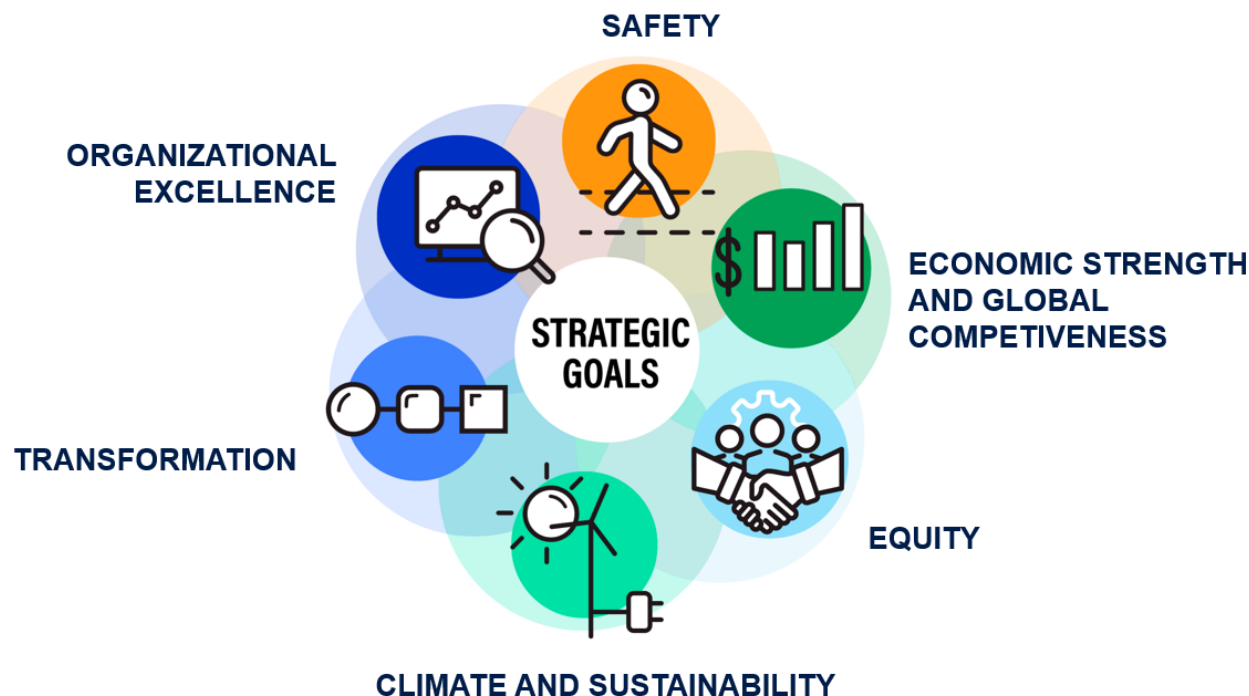 SAFETY
ORGANIZATIONAL
EXCELLENCE
ECONOMIC STRENGTH
AND GLOBAL
COMPETIVENESS
STRATEGIC
GOALS
TRANSFORMATION
EQUITY
CLIMATE AND SUSTAINABILITY
$